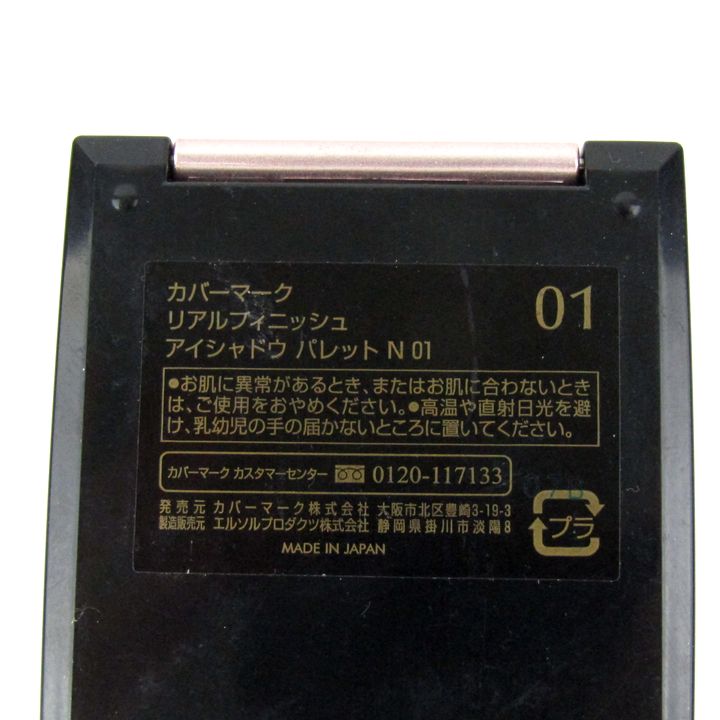 カバーマーク
リアルフィニッシュ
アイシャドウ パレット N 01
01
●お肌に異常があるとき、またはお肌に合わないとき
は、ご使用をおやめください。●高温や直射日光を避
け、乳幼児の手の届かないところに置いてください。
カバーマーク カスタマーセンター 0120-117133
発売元 カバーマーク株式会社 大阪市北区豊崎3-19-3
製造販売元 エルソルプロダクツ株式会社 静岡県掛川市淡陽8
MADE IN JAPAN
プラ